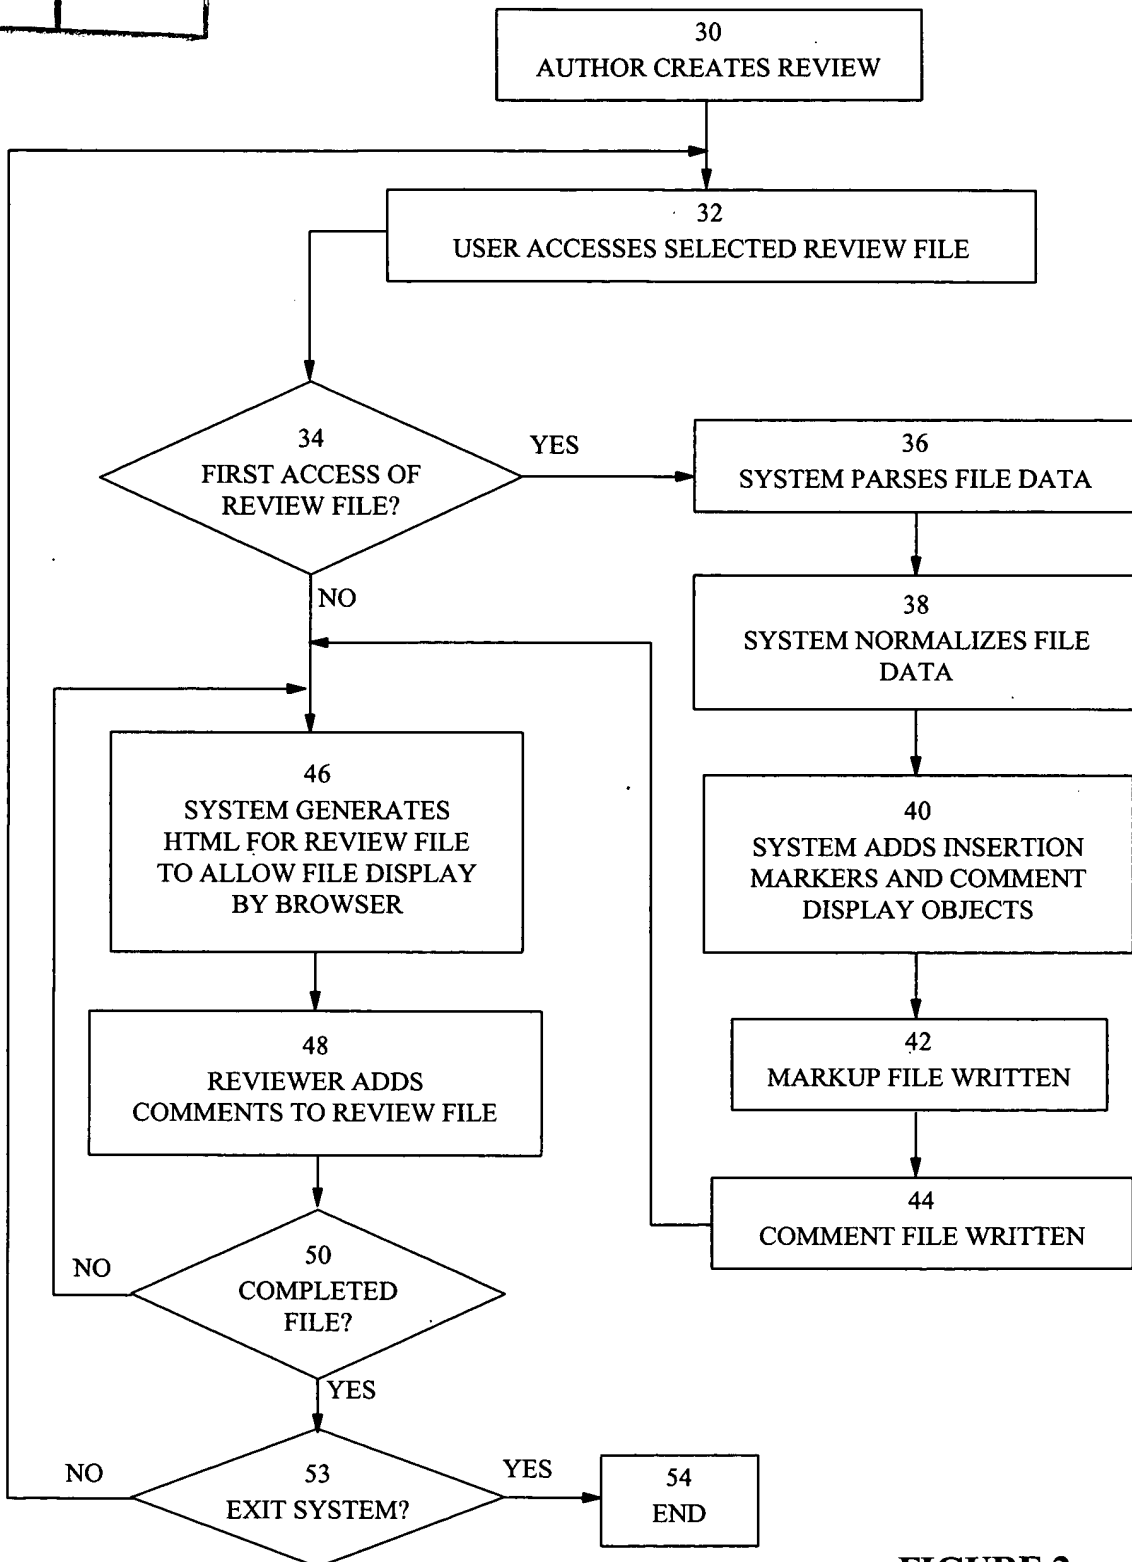 30
AUTHOR CREATES REVIEW
32
USER ACCESSES SELECTED REVIEW FILE
34
FIRST ACCESS OF
REVIEW FILE?
YES
NO
36
SYSTEM PARSES FILE DATA
38
SYSTEM NORMALIZES FILE
DATA
40
SYSTEM ADDS INSERTION
MARKERS AND COMMENT
DISPLAY OBJECTS
42
MARKUP FILE WRITTEN
44
COMMENT FILE WRITTEN
46
SYSTEM GENERATES
HTML FOR REVIEW FILE
TO ALLOW FILE DISPLAY
BY BROWSER
48
REVIEWER ADDS
COMMENTS TO REVIEW FILE
50
COMPLETED
FILE?
NO
YES
53
EXIT SYSTEM?
NO
YES
54
END
FIGURE 2